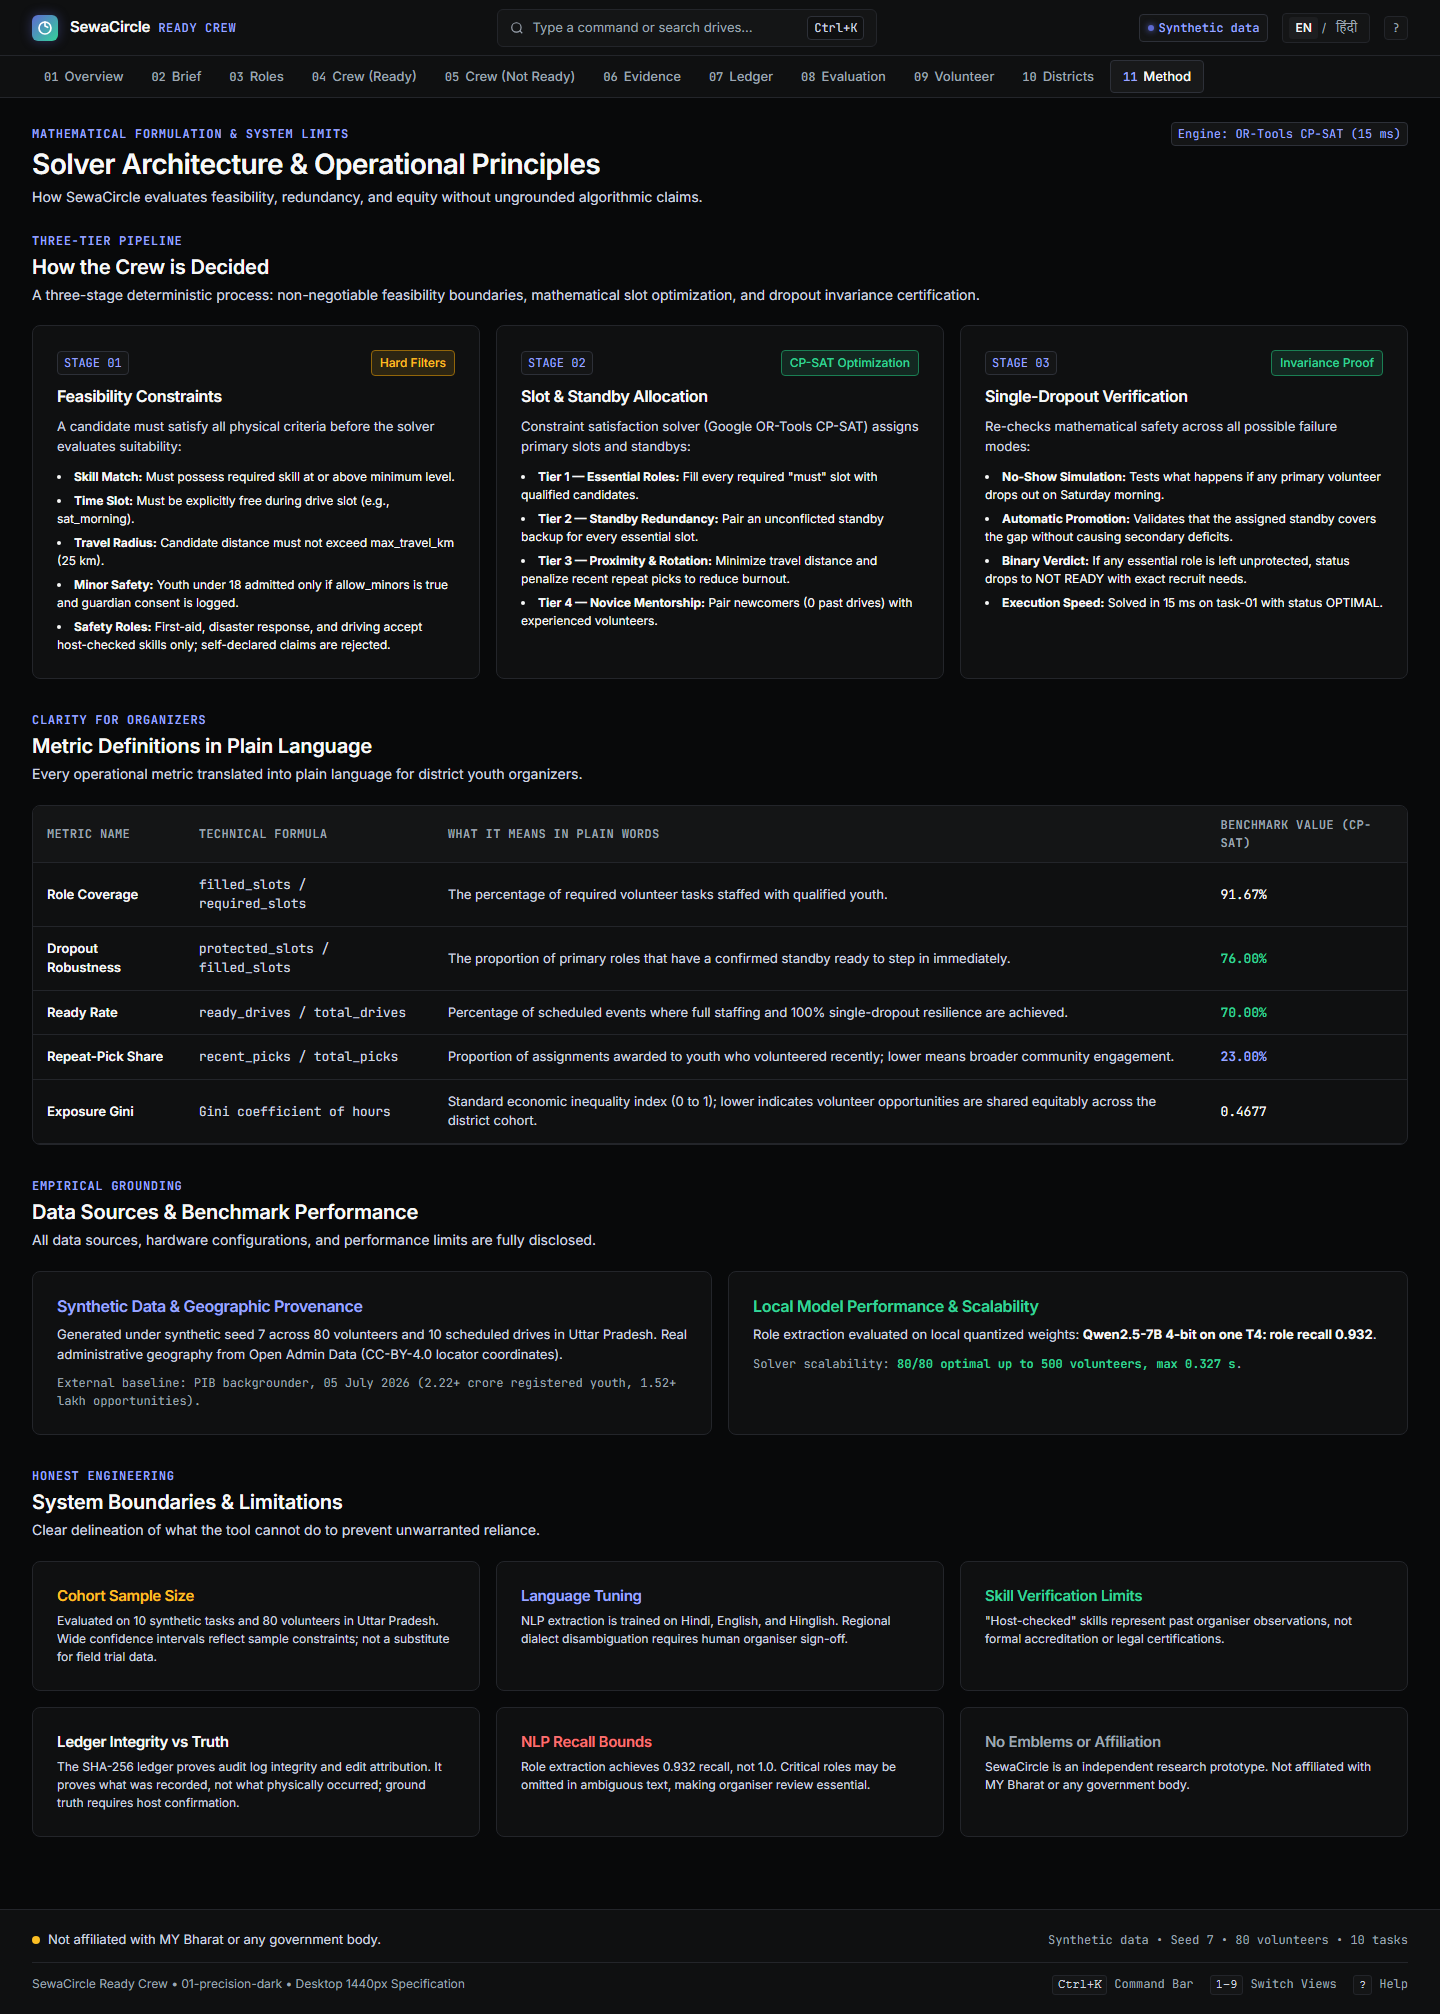 SewaCircle READY CREW
Type a command or search drives... Ctrl+K
Synthetic data
EN / हिंदी
?
01 Overview
02 Brief
03 Roles
04 Crew (Ready)
05 Crew (Not Ready)
06 Evidence
07 Ledger
08 Evaluation
09 Volunteer
10 Districts
11 Method
MATHEMATICAL FORMULATION & SYSTEM LIMITS
Engine: OR-Tools CP-SAT (15 ms)
Solver Architecture & Operational Principles
How SewaCircle evaluates feasibility, redundancy, and equity without ungrounded algorithmic claims.
THREE-TIER PIPELINE
How the Crew is Decided
A three-stage deterministic process: non-negotiable feasibility boundaries, mathematical slot optimization, and dropout invariance certification.
STAGE 01
Hard Filters
Feasibility Constraints
A candidate must satisfy all physical criteria before the solver
evaluates suitability:
• Skill Match: Must possess required skill at or above minimum level.
• Time Slot: Must be explicitly free during drive slot (e.g.,
sat_morning).
• Travel Radius: Candidate distance must not exceed max_travel_km
(25 km).
• Minor Safety: Youth under 18 admitted only if allow_minors is true
and guardian consent is logged.
• Safety Roles: First-aid, disaster response, and driving accept
host-checked skills only; self-declared claims are rejected.
STAGE 02
CP-SAT Optimization
Slot & Standby Allocation
Constraint satisfaction solver (Google OR-Tools CP-SAT) assigns
primary slots and standbys:
• Tier 1 — Essential Roles: Fill every required "must" slot with
qualified candidates.
• Tier 2 — Standby Redundancy: Pair an unconflicted standby
backup for every essential slot.
• Tier 3 — Proximity & Rotation: Minimize travel distance and
penalize recent repeat picks to reduce burnout.
• Tier 4 — Novice Mentorship: Pair newcomers (0 past drives) with
experienced volunteers.
STAGE 03
Invariance Proof
Single-Dropout Verification
Re-checks mathematical safety across all possible failure
modes:
• No-Show Simulation: Tests what happens if any primary volunteer
drops out on Saturday morning.
• Automatic Promotion: Validates that the assigned standby covers
the gap without causing secondary deficits.
• Binary Verdict: If any essential role is left unprotected, status
drops to NOT READY with exact recruit needs.
• Execution Speed: Solved in 15 ms on task-01 with status OPTIMAL.
CLARITY FOR ORGANIZERS
Metric Definitions in Plain Language
Every operational metric translated into plain language for district youth organizers.
METRIC NAME
TECHNICAL FORMULA
WHAT IT MEANS IN PLAIN WORDS
BENCHMARK VALUE (CP-
SAT)
Role Coverage
filled_slots /
required_slots
The percentage of required volunteer tasks staffed with qualified youth.
91.67%
Dropout
Robustness
protected_slots /
filled_slots
The proportion of primary roles that have a confirmed standby ready to step in immediately.
76.00%
Ready Rate
ready_drives / total_drives
Percentage of scheduled events where full staffing and 100% single-dropout resilience are achieved.
70.00%
Repeat-Pick Share
recent_picks / total_picks
Proportion of assignments awarded to youth who volunteered recently; lower means broader community engagement.
23.00%
Exposure Gini
Gini coefficient of hours
Standard economic inequality index (0 to 1); lower indicates volunteer opportunities are shared equitably across the
district cohort.
0.4677
EMPIRICAL GROUNDING
Data Sources & Benchmark Performance
All data sources, hardware configurations, and performance limits are fully disclosed.
Synthetic Data & Geographic Provenance
Generated under synthetic seed 7 across 80 volunteers and 10 scheduled drives in Uttar Pradesh. Real
administrative geography from Open Admin Data (CC-BY-4.0 locator coordinates).
External baseline: PIB backgrounder, 05 July 2026 (2.22+ crore registered youth, 1.52+
lakh opportunities).
Local Model Performance & Scalability
Role extraction evaluated on local quantized weights: Qwen2.5-7B 4-bit on one T4: role recall 0.932.
Solver scalability: 80/80 optimal up to 500 volunteers, max 0.327 s.
HONEST ENGINEERING
System Boundaries & Limitations
Clear delineation of what the tool cannot do to prevent unwarranted reliance.
Cohort Sample Size
Evaluated on 10 synthetic tasks and 80 volunteers in Uttar Pradesh.
Wide confidence intervals reflect sample constraints; not a substitute
for field trial data.
Language Tuning
NLP extraction is trained on Hindi, English, and Hinglish. Regional
dialect disambiguation requires human organiser sign-off.
Skill Verification Limits
"Host-checked" skills represent past organiser observations, not
formal accreditation or legal certifications.
Ledger Integrity vs Truth
The SHA-256 ledger proves audit log integrity and edit attribution. It
proves what was recorded, not what physically occurred; ground
truth requires host confirmation.
NLP Recall Bounds
Role extraction achieves 0.932 recall, not 1.0. Critical roles may be
omitted in ambiguous text, making organiser review essential.
No Emblems or Affiliation
SewaCircle is an independent research prototype. Not affiliated with
MY Bharat or any government body.
Not affiliated with MY Bharat or any government body.
Synthetic data • Seed 7 • 80 volunteers • 10 tasks
SewaCircle Ready Crew • 01-precision-dark • Desktop 1440px Specification
Ctrl+K Command Bar 1-9 Switch Views ? Help